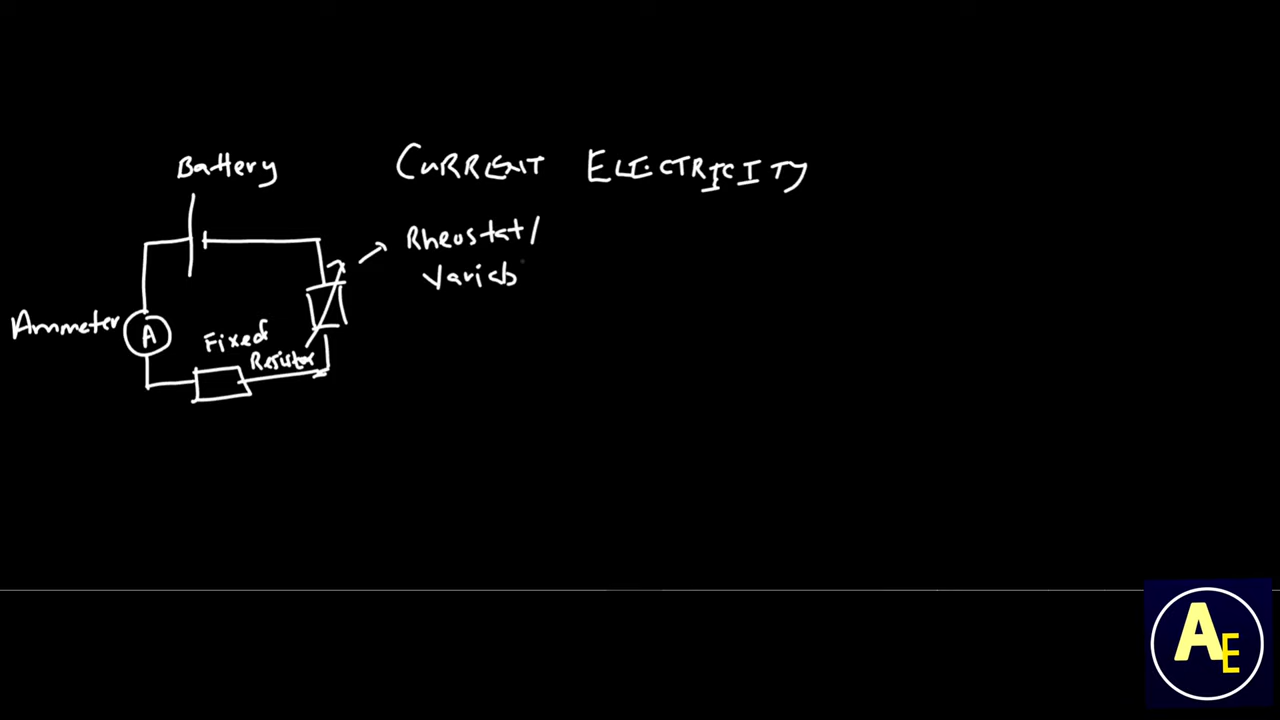 Battery
CURRENT ELECTRICITY
Rheostat/
Variab
Ammeter
A
Fixed
Resistor
AE